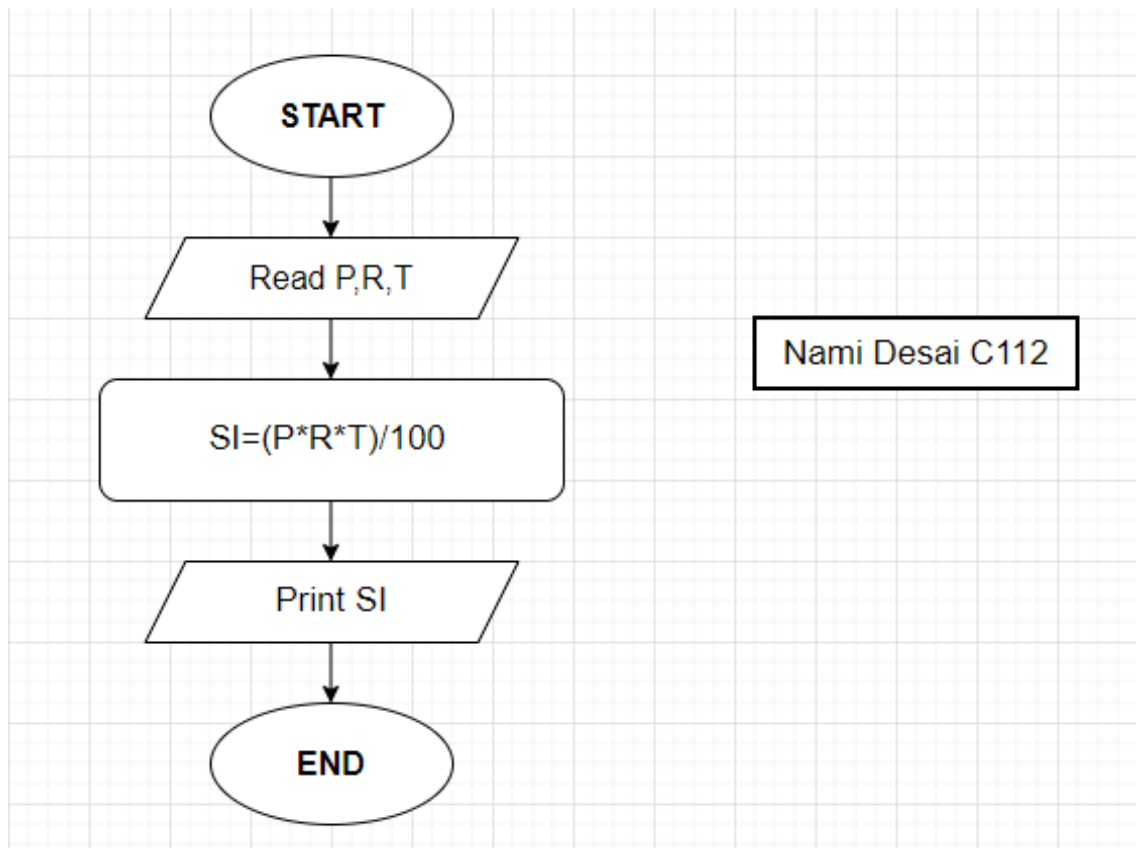 START
Read P,R,T
Nami Desai C112
SI=(P*R*T)/100
Print SI
END